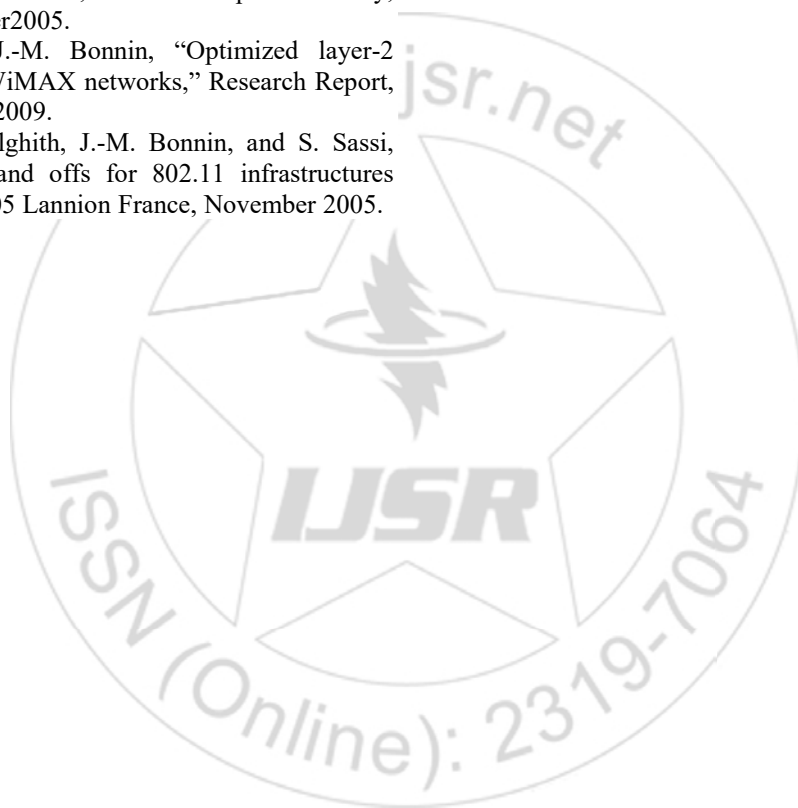 er2005.
J.-M. Bonnin, “Optimized layer-2
WiMAX networks,” Research Report,
2009.
lghith, J.-M. Bonnin, and S. Sassi,
and offs for 802.11 infrastructures
05 Lannion France, November 2005.
jsr.net
IJSR
ISSN (Online): 2319-7064